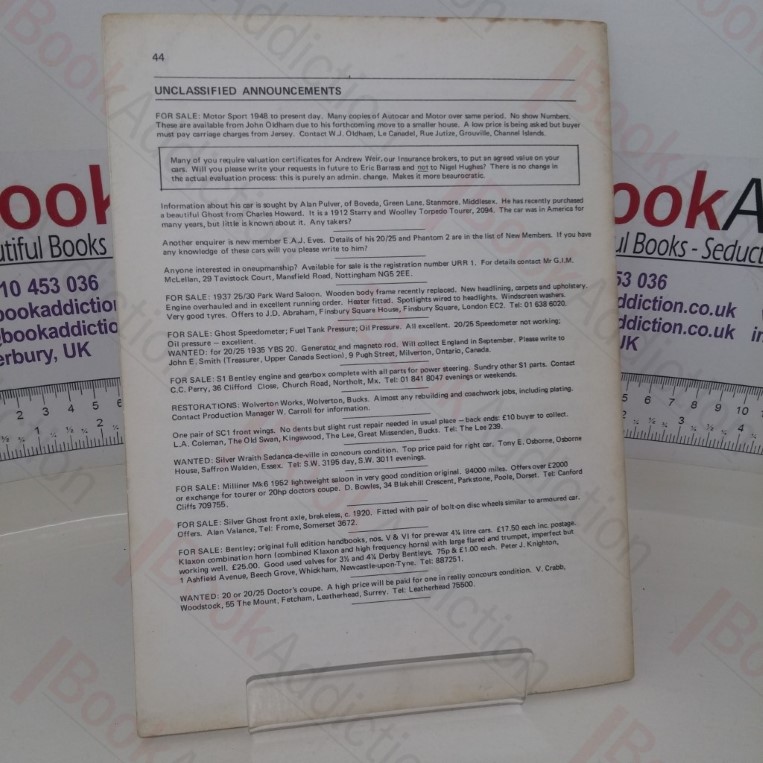 44
UNCLASSIFIED ANNOUNCEMENTS
FOR SALE: Motor Sport 1948 to present day. Many copies of Autocar and Motor over same period. No show Numbers.
These are available from John Oldham due to his forthcoming move to a smaller house. A low price is being asked but buyer
must pay carriage charges from Jersey. Contact W.J. Oldham, La Canadel, Rue Jutize, Grouville, Channel Islands.
Many of you require valuation certificates for Andrew Weir, our Insurance brokers, to put an agreed value on your
cars. Will you please write your requests in future to Eric Barrass and not to Nigel Hughes? There is no change in
the actual evaluation process: this is purely an admin. change. Makes it more beaurocratic.
Information about his car is sought by Alan Pulver, of Boveda, Green Lane, Stanmore, Middlesex. He has recently purchased
a beautiful Ghost from Charles Howard. It is a 1912 Starry and Woolley Torpedo Tourer, 2094. The car was in America for
many years, but little is known about it. Any takers?
Another enquirer is new member E.A.J. Eves. Details of his 20/25 and Phantom 2 are in the list of New Members. If you have
any knowledge of these cars will you please write to him?
Anyone interested in oneupmanship? Available for sale is the registration number URR 1. For details contact Mr G.I.M.
McLellan, 29 Tavistock Court, Mansfield Road, Nottingham NG5 2EE.
FOR SALE: 1937 25/30 Park Ward Saloon. Wooden body frame recently replaced. New headlining, carpets and upholstery.
Engine overhauled and in excellent running order. Heater fitted. Spotlights wired to headlights. Windscreen washers.
Very good tyres. Offers to J.D. Abraham, Finsbury Square House, Finsbury Square, London EC2. Tel: 01 638 6020.
FOR SALE: Ghost Speedometer; Fuel Tank Pressure; Oil Pressure. All excellent. 20/25 Speedometer not working;
Oil pressure — excellent.
WANTED: for 20/25 1935 YBS 20. Generator and magneto rod. Will collect England in September. Please write to
John E. Smith (Treasurer, Upper Canada Section), 9 Pugh Street, Milverton, Ontario, Canada.
FOR SALE: S1 Bentley engine and gearbox complete with all parts for power steering. Sundry other S1 parts. Contact
C.C. Parry, 36 Clifford Close, Church Road, Northolt, Mx. Tel: 01 841 8047 evenings or weekends.
RESTORATIONS: Wolverton Works, Wolverton, Bucks. Almost any rebuilding and coachwork jobs, including plating.
Contact Production Manager W. Carroll for information.
One pair of SC1 front wings. No dents but slight rust repair needed in usual place — back ends: £10 buyer to collect.
L.A. Coleman, The Old Swan, Kingswood, The Lee, Great Missenden, Bucks. Tel: The Lee 239.
WANTED: Silver Wraith Sedanca-de-ville in concours condition. Top price paid for right car. Tony E. Osborne, Osborne
House, Saffron Walden, Essex. Tel: S.W. 3195 day, S.W. 3011 evenings.
FOR SALE: Milliner Mk6 1952 lightweight saloon in very good condition original. 94000 miles. Offers over £2000
or exchange for tourer or 20hp doctors coupe. D. Bowles, 34 Blakehill Crescent, Parkstone, Poole, Dorset. Tel: Canford
Cliffs 709755.
FOR SALE: Silver Ghost front axle, brakeless, c. 1920. Fitted with pair of bolt-on disc wheels similar to armoured car.
Offers. Alan Valance, Tel: Frome, Somerset 3672.
FOR SALE: Bentley; original full edition handbooks, nos. V & VI for pre-war 4¼ litre cars. £17.50 each inc. postage.
Klaxon combination horn (combined Klaxon and high frequency horns) with large flared end trumpet, imperfect but
working well. £25.00. Good used valves for 3½ and 4¼ Derby Bentleys. 75p & £1.00 each. Peter J. Knighton,
1 Ashfield Avenue, Beech Grove, Whickham, Newcastle-upon-Tyne. Tel: 887251.
WANTED: 20 or 20/25 Doctor's coupe. A high price will be paid for one in really concours condition. V. Crabb,
Woodstock, 55 The Mount, Fetcham, Leatherhead, Surrey. Tel: Leatherhead 75500.
Book
utiful Books
10 453 036
bookaddiction
ebookaddiction
erbury, UK
ookA
ul Books - Seduct
53 036
addiction.co.uk
ddiction.co.uk
UK
BookAddiction